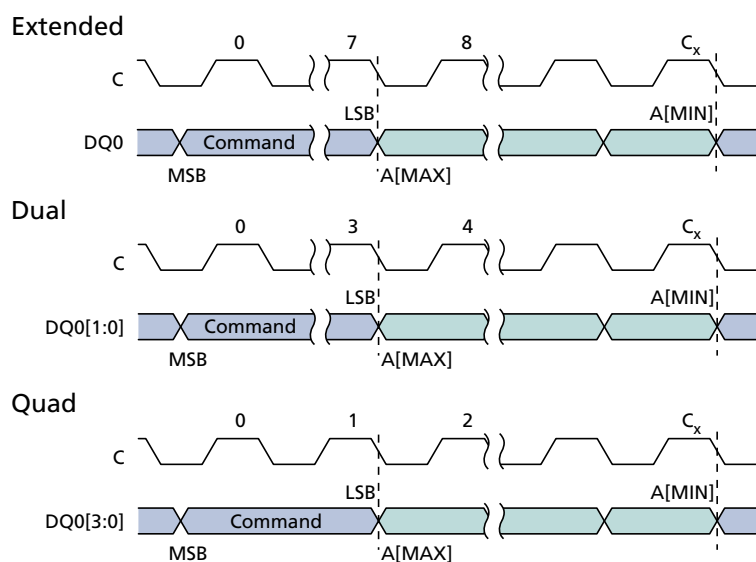 Extended
0 7 8 Cx
C
LSB A[MIN]
DQ0 Command
MSB A[MAX]
Dual
0 3 4 Cx
C
LSB A[MIN]
DQ0[1:0] Command
MSB A[MAX]
Quad
0 1 2 Cx
C
LSB A[MIN]
DQ0[3:0] Command
MSB A[MAX]